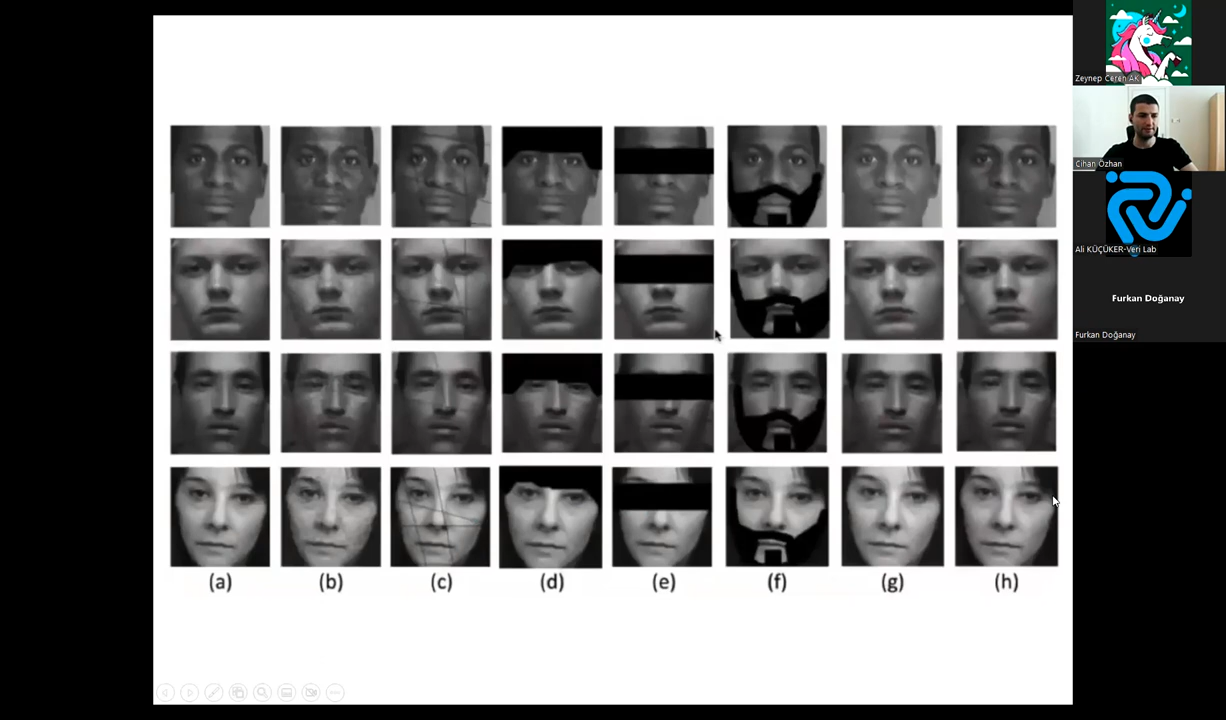 Zeynep Ceren AK
Cihan Özhan
Ali KÜÇÜKER-Veri Lab
Furkan Doğanay
Furkan Doğanay
(a) (b) (c) (d) (e) (f) (g) (h)